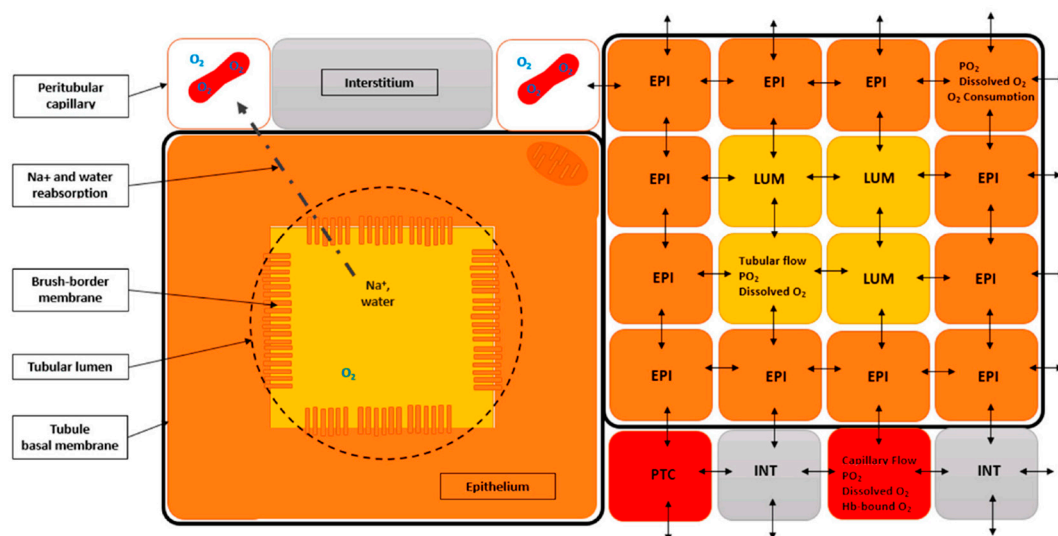 Peritubular
capillary
Na+ and water
reabsorption
Brush-border
membrane
Tubular lumen
Tubule
basal membrane
O₂
O₂
O₂
Interstitium
O₂
O₂
O₂
Na⁺,
water
O₂
Epithelium
EPI
EPI
EPI
PO₂
Dissolved O₂
O₂ Consumption
EPI
LUM
LUM
EPI
EPI
Tubular flow
PO₂
Dissolved O₂
LUM
EPI
EPI
EPI
EPI
EPI
PTC
INT
Capillary Flow
PO₂
Dissolved O₂
Hb-bound O₂
INT